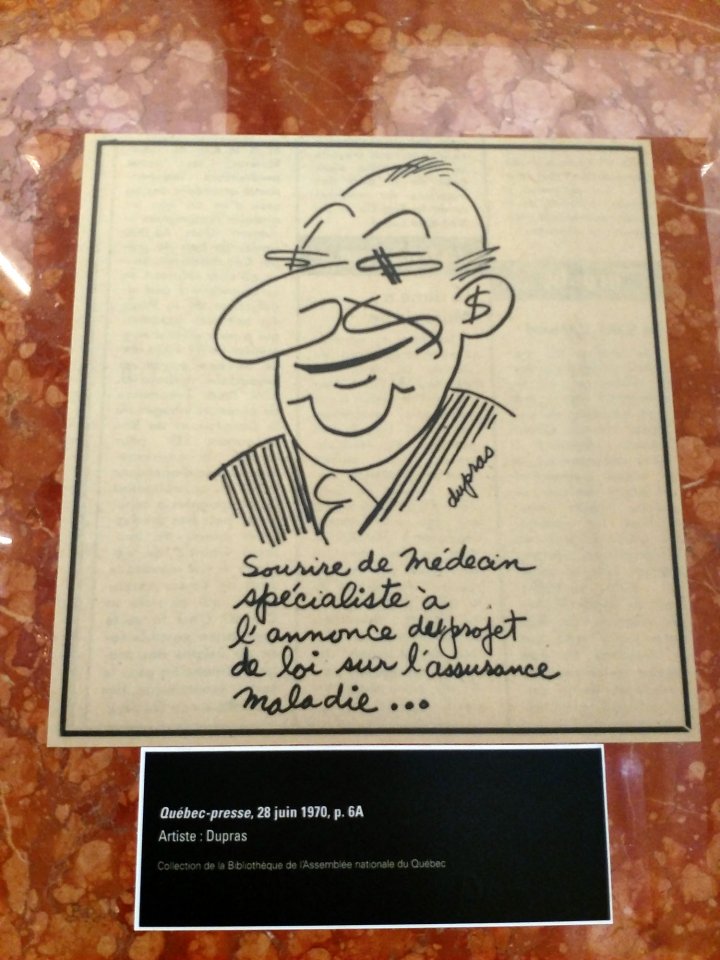 $
dupras
Sourire de Médecin
spécialiste à
l'annonce du projet
de loi sur l'assurance
maladie...
Québec-presse, 28 juin 1970, p. 6A
Artiste : Dupras
Collection de la Bibliothèque de l'Assemblée nationale du Québec